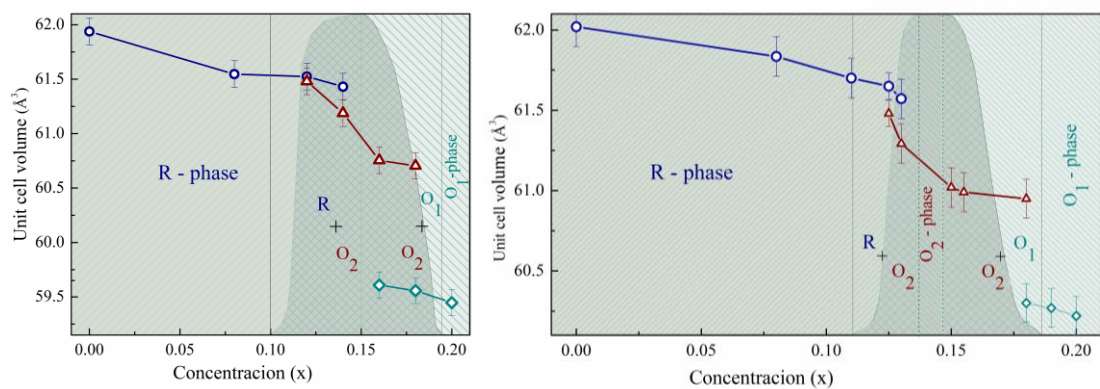 Unit cell volume (Å³)
62.0
61.5
61.0
60.5
60.0
59.5
R - phase
R
+
O₂
O₁
+
O₂
O₁-phase
0.00
0.05
0.10
0.15
0.20
Concentracion (x)
Unit cell volume (Å³)
62.0
61.5
61.0
60.5
R - phase
R
+
O₂
O₂ - phase
O₁
+
O₂
O₁ - phase
0.00
0.05
0.10
0.15
0.20
Concentracion (x)